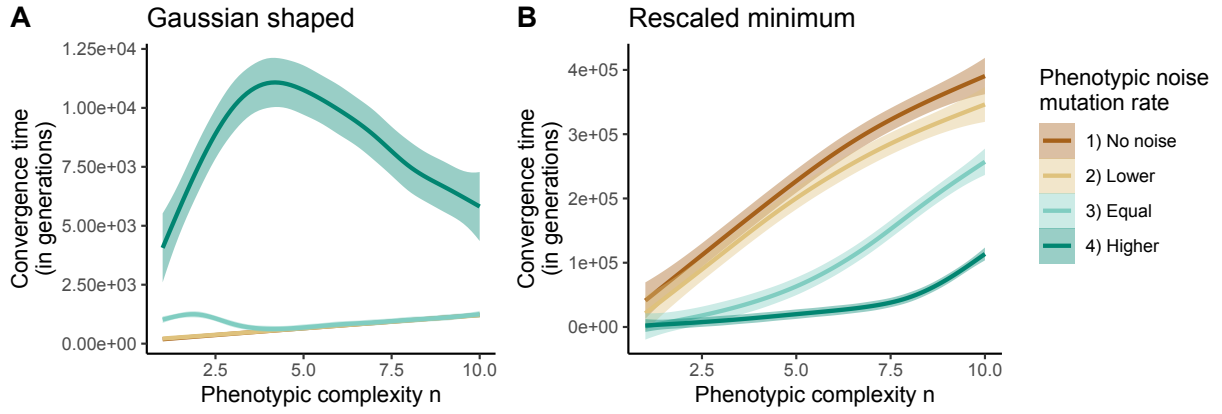 A Gaussian shaped
Convergence time
(in generations)
1.25e+04
1.00e+04
7.50e+03
5.00e+03
2.50e+03
0.00e+00
2.5 5.0 7.5 10.0
Phenotypic complexity n
B Rescaled minimum
Convergence time
(in generations)
4e+05
3e+05
2e+05
1e+05
0e+00
2.5 5.0 7.5 10.0
Phenotypic complexity n
Phenotypic noise
mutation rate
1) No noise
2) Lower
3) Equal
4) Higher